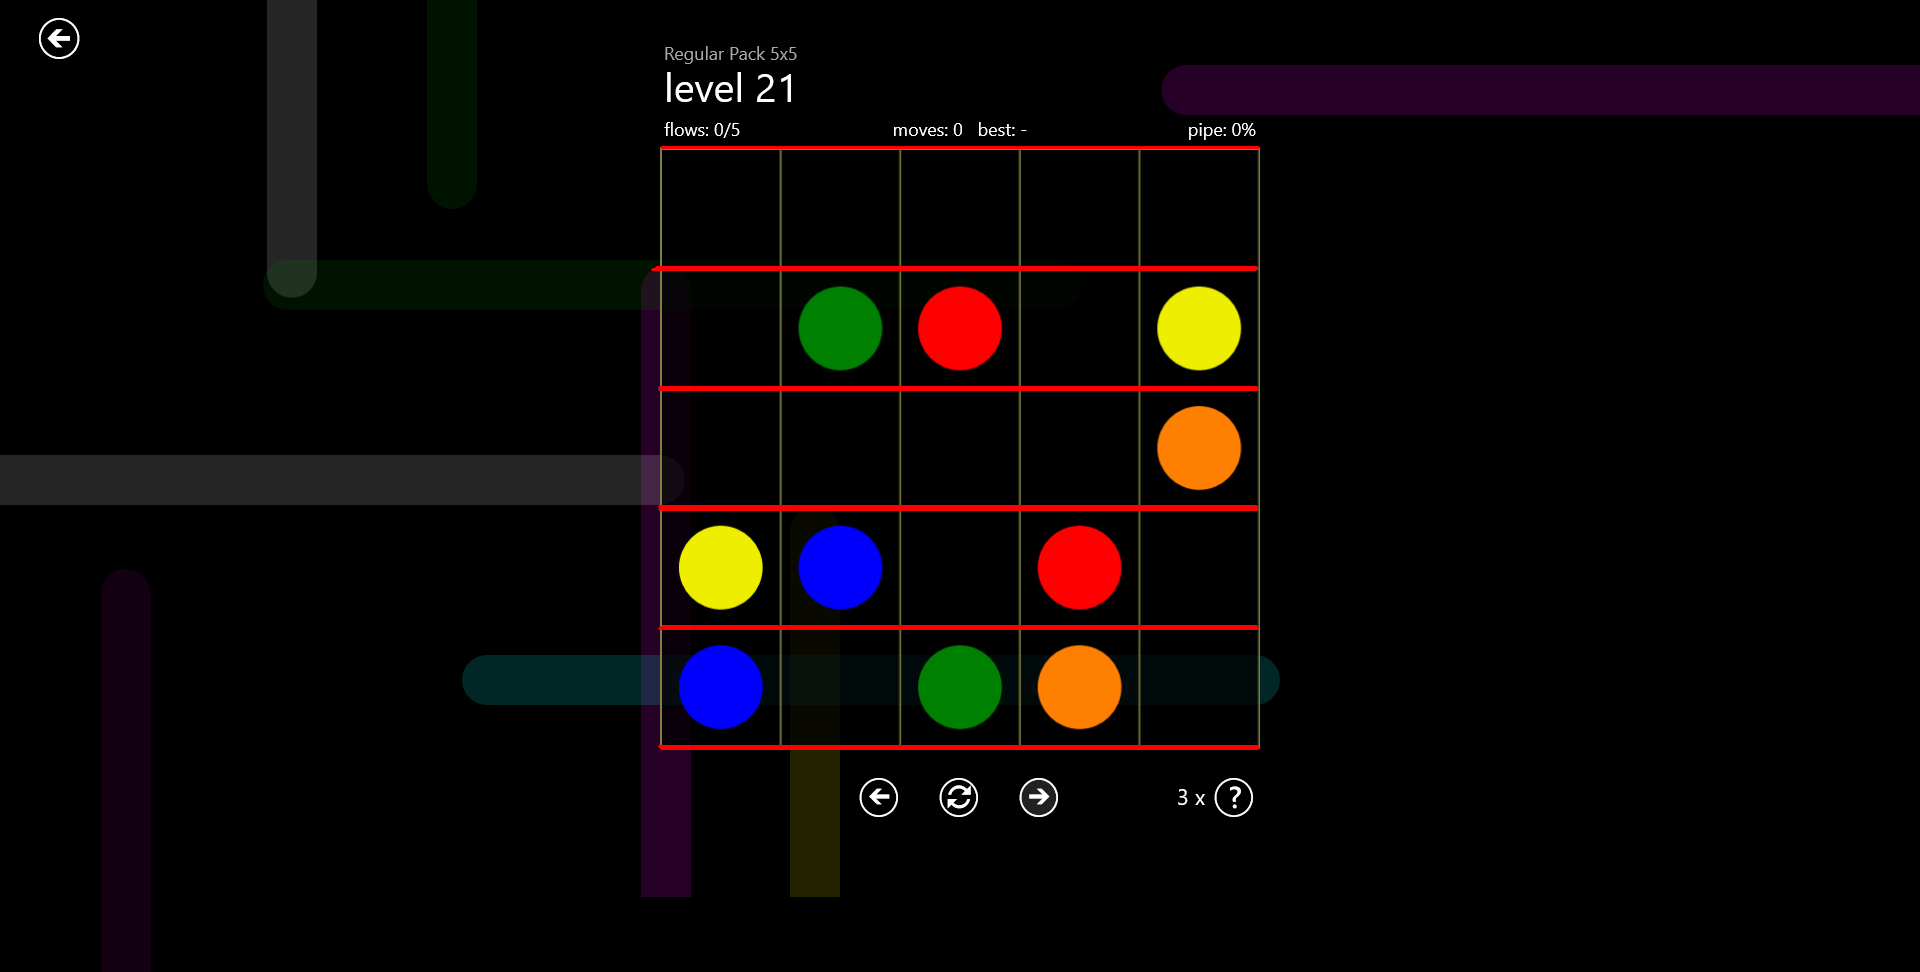 Regular Pack 5x5
level 21
flows: 0/5 moves: 0 best: - pipe: 0%
3 x ?